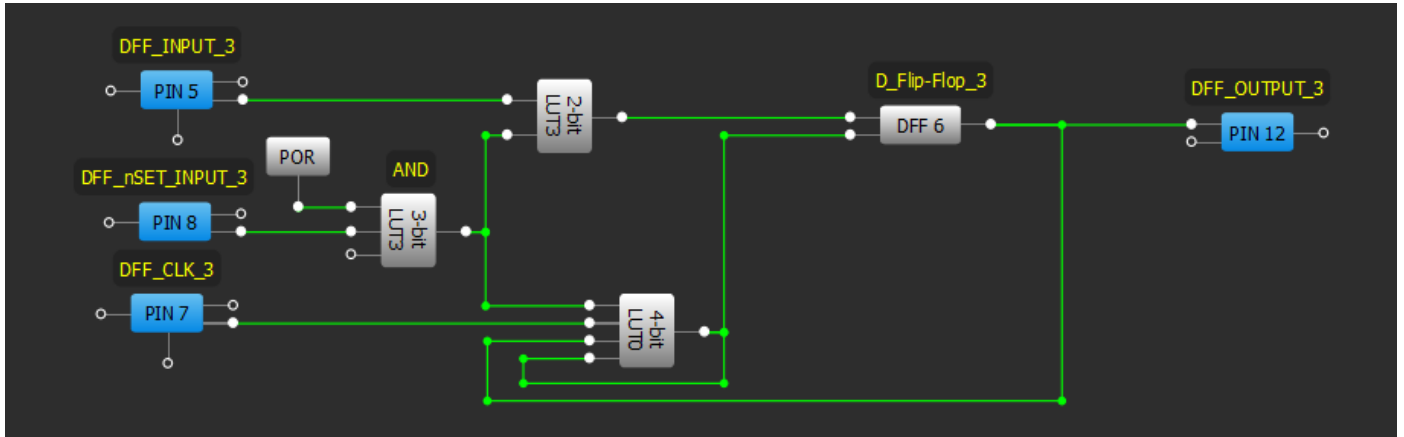 DFF_INPUT_3
PIN 5
2-bit
LUT3
D_Flip-Flop_3
DFF 6
DFF_OUTPUT_3
PIN 12
POR
DFF_nSET_INPUT_3
PIN 8
AND
3-bit
LUT3
DFF_CLK_3
PIN 7
4-bit
LUT0